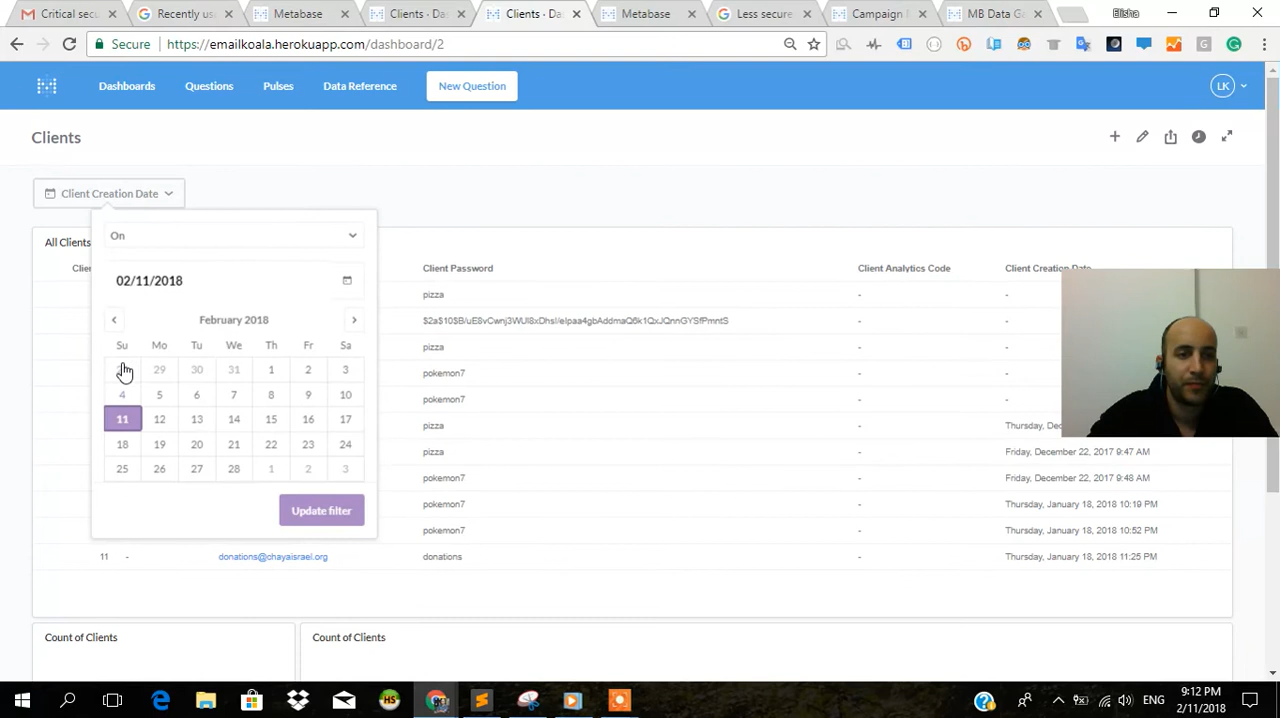 Critical sec
Recently us
Metabase
Clients · Da
Clients · Da
Metabase
Less secure
Campaign
MB Data Ga
Elisha
Secure
https://emailkoala.herokuapp.com/dashboard/2
Dashboards
Questions
Pulses
Data Reference
New Question
LK
Clients
Client Creation Date
On
02/11/2018
February 2018
Su Mo Tu We Th Fr Sa
29 30 31 1 2 3
4 5 6 7 8 9 10
11 12 13 14 15 16 17
18 19 20 21 22 23 24
25 26 27 28 1 2 3
Update filter
All Clients
Client Password Client Analytics Code Client Creation Date
pizza - -
pizza - -
pokemon7 - -
pokemon7 - -
pizza - Thursday, Dec
pizza - Friday, December 22, 2017 9:47 AM
pokemon7 - Friday, December 22, 2017 9:48 AM
pokemon7 - Thursday, January 18, 2018 10:19 PM
pokemon7 - Thursday, January 18, 2018 10:52 PM
11 - donations@chayaisrael.org donations - Thursday, January 18, 2018 11:25 PM
Count of Clients
Count of Clients
HS
ENG
9:12 PM
2/11/2018